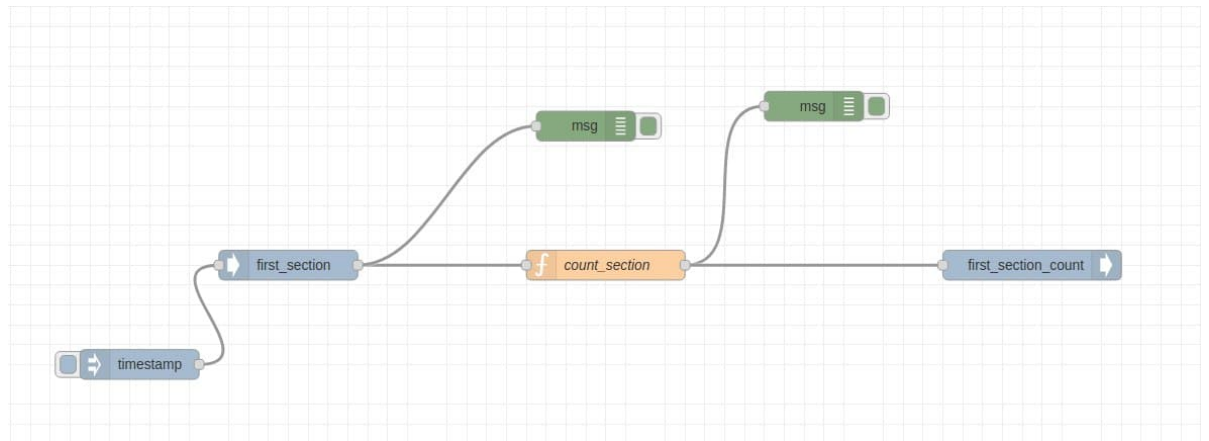 msg
msg
first_section
count_section
first_section_count
timestamp